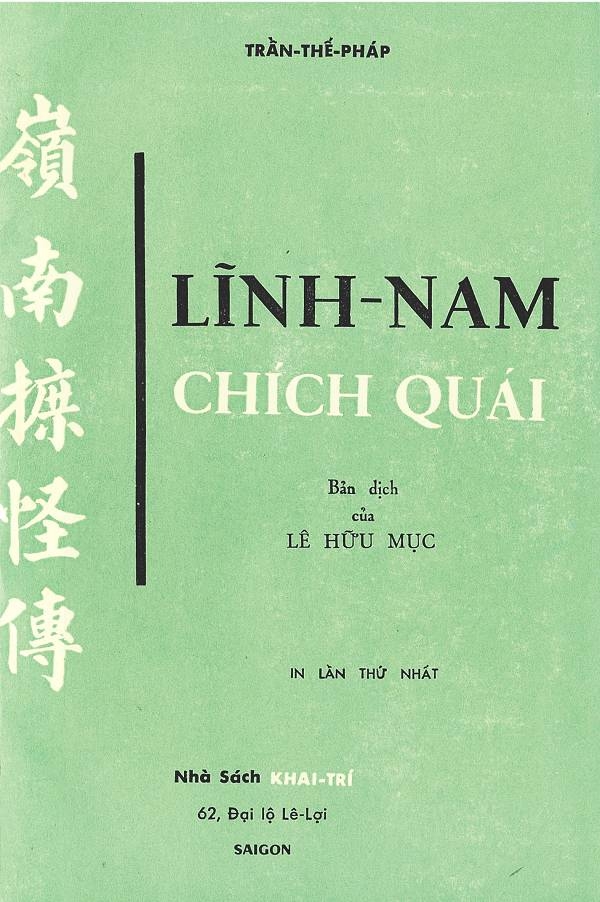 TRẦN-THẾ-PHÁP
嶺南摭怪傳
LĨNH-NAM
CHÍCH QUÁI
Bản dịch
của
LÊ HỮU MỤC
IN LẦN THỨ NHẤT
Nhà Sách KHAI-TRÍ
62, Đại lộ Lê-Lợi
SAIGON